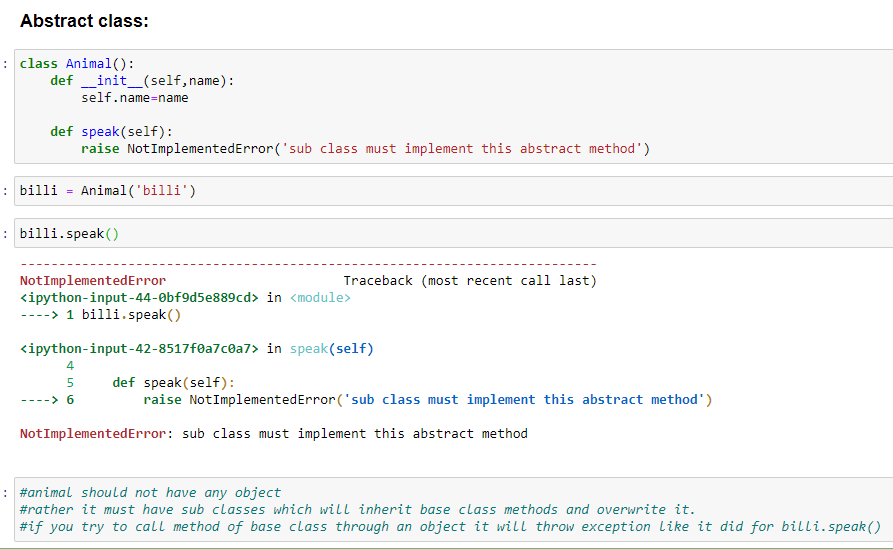 Abstract class:
: class Animal():
    def __init__(self,name):
        self.name=name
    def speak(self):
        raise NotImplementedError('sub class must implement this abstract method')
: billi = Animal('billi')
: billi.speak()
---------------------------------------------------------------------------
NotImplementedError                       Traceback (most recent call last)
<ipython-input-44-0bf9d5e889cd> in <module>
----> 1 billi.speak()
<ipython-input-42-8517f0a7c0a7> in speak(self)
      4
      5     def speak(self):
----> 6         raise NotImplementedError('sub class must implement this abstract method')
NotImplementedError: sub class must implement this abstract method
: #animal should not have any object
#rather it must have sub classes which will inherit base class methods and overwrite it.
#if you try to call method of base class through an object it will throw exception like it did for billi.speak()